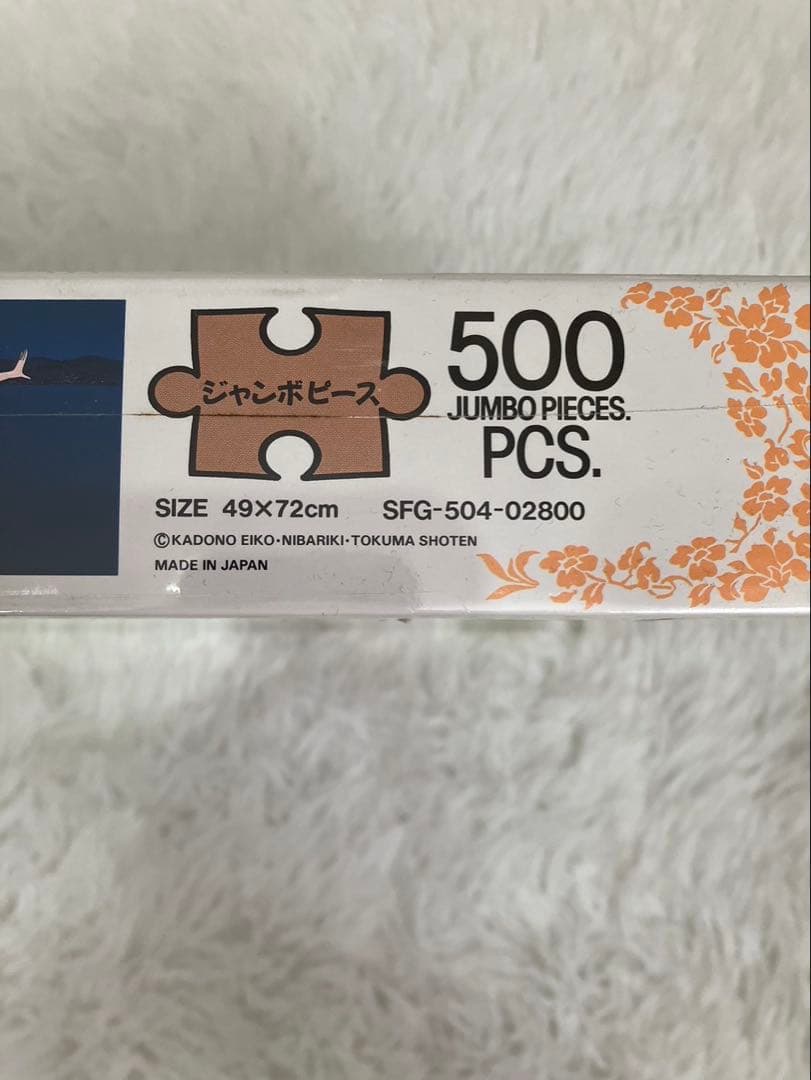 ジャンボピース
500
JUMBO PIECES.
PCS.
SIZE 49×72cm SFG-504-02800
©KADONO EIKO・NIBARIKI・TOKUMA SHOTEN
MADE IN JAPAN